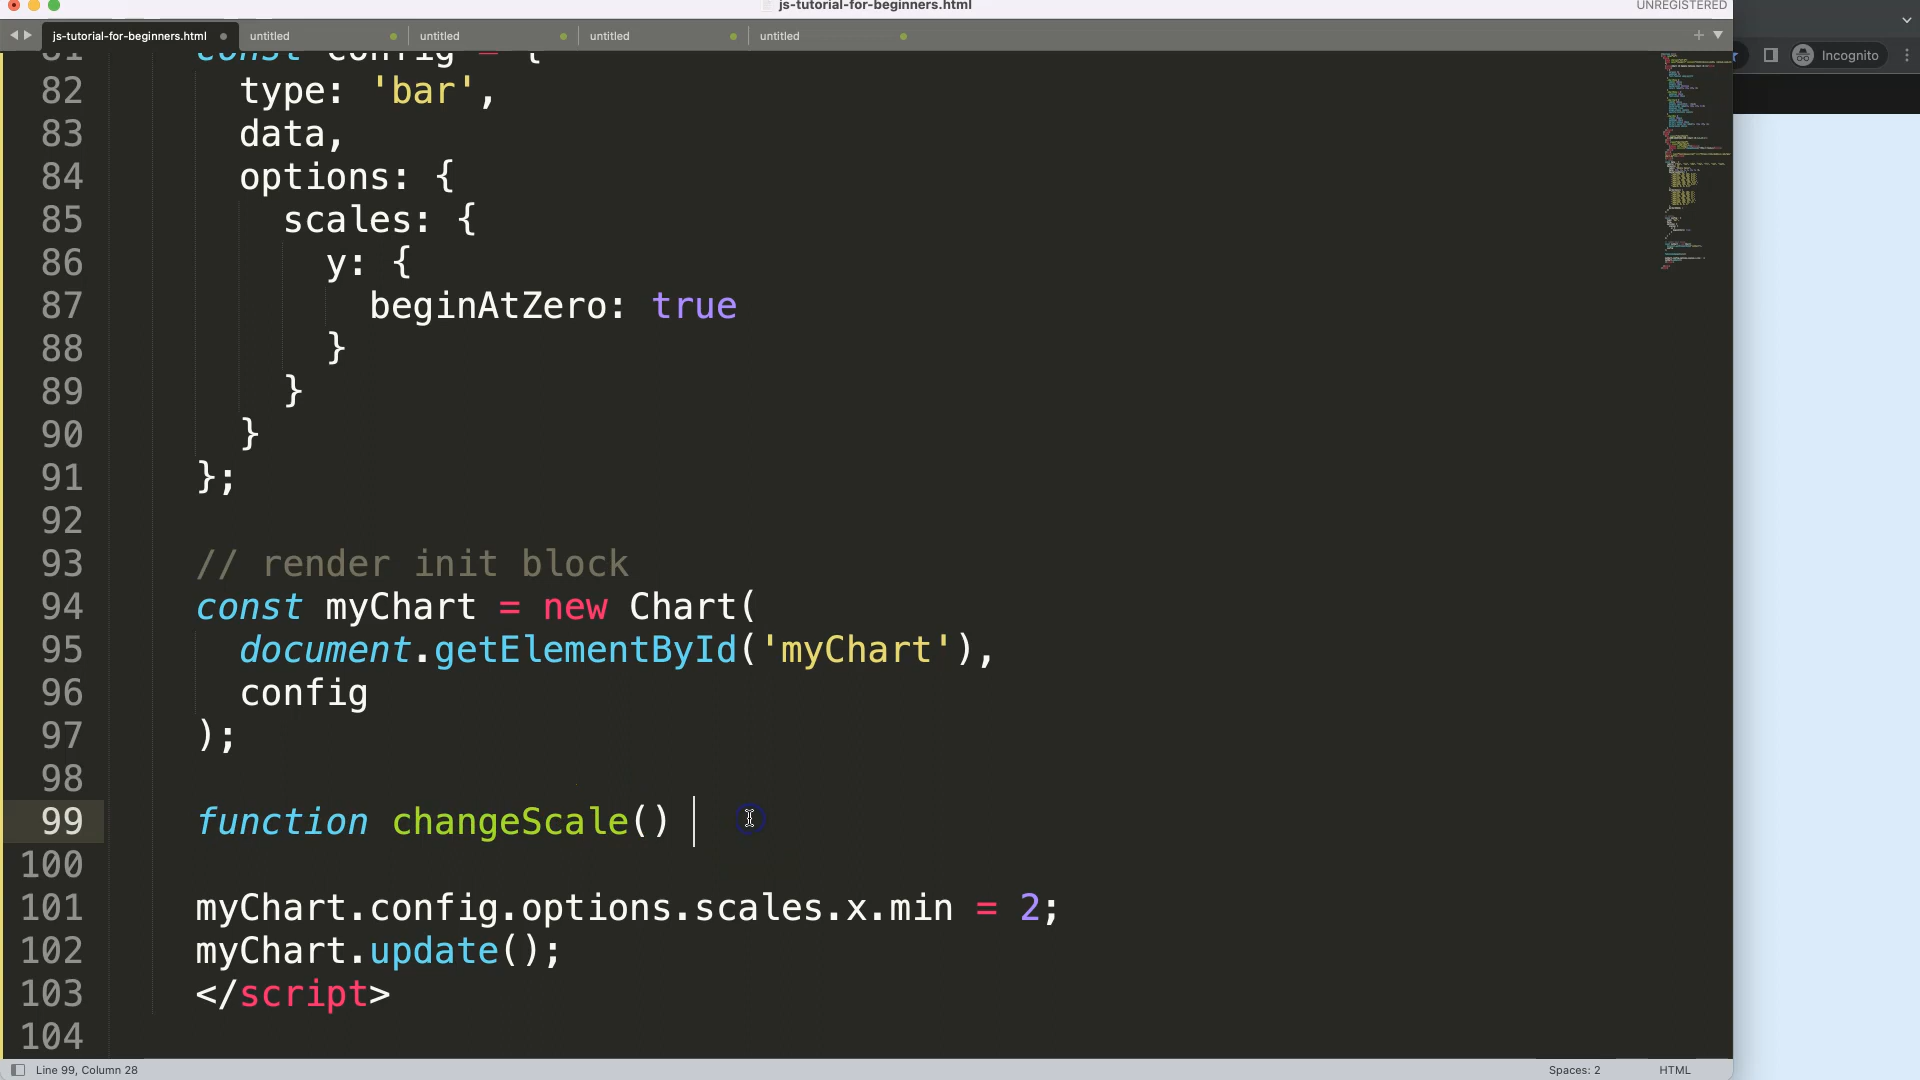 js-tutorial-for-beginners.html
UNREGISTERED
js-tutorial-for-beginners.html
untitled
untitled
untitled
untitled
Incognito
81 const config = {
82 type: 'bar',
83 data,
84 options: {
85 scales: {
86 y: {
87 beginAtZero: true
88 }
89 }
90 }
91 };
92
93 // render init block
94 const myChart = new Chart(
95 document.getElementById('myChart'),
96 config
97 );
98
99 function changeScale()
100
101 myChart.config.options.scales.x.min = 2;
102 myChart.update();
103 </script>
104
Line 99, Column 28
Spaces: 2
HTML